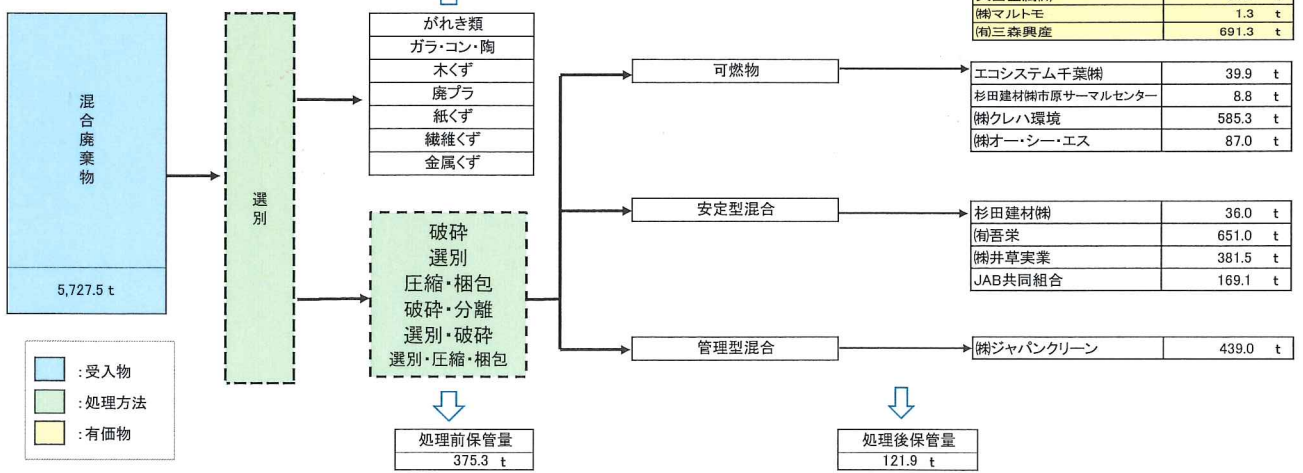 ㈱マルトモ 1.3 t
㈲三森興産 691.3 t
混合廃棄物
5,727.5 t
選別
がれき類
ガラ・コン・陶
木くず
廃プラ
紙くず
繊維くず
金属くず
破砕
選別
圧縮・梱包
破砕・分離
選別・破砕
選別・圧縮・梱包
可燃物
エコシステム千葉㈱ 39.9 t
杉田建材㈱市原サーマルセンター 8.8 t
㈱クレハ環境 585.3 t
㈱オー・シー・エス 87.0 t
安定型混合
杉田建材㈱ 36.0 t
㈲吾栄 651.0 t
㈱井草実業 381.5 t
JAB共同組合 169.1 t
管理型混合
㈱ジャパンクリーン 439.0 t
:受入物
:処理方法
:有価物
処理前保管量
375.3 t
処理後保管量
121.9 t